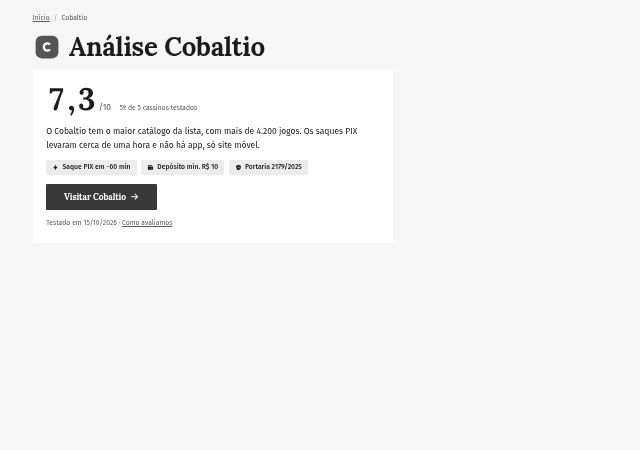 Início / Cobaltio
C Análise Cobaltio
7,3 /10 5º de 5 cassinos testados
O Cobaltio tem o maior catálogo da lista, com mais de 4.200 jogos. Os saques PIX
levaram cerca de uma hora e não há app, só site móvel.
Saque PIX em ~60 min Depósito mín. R$ 10 Portaria 2179/2025
Visitar Cobaltio →
Testado em 15/10/2026 · Como avaliamos